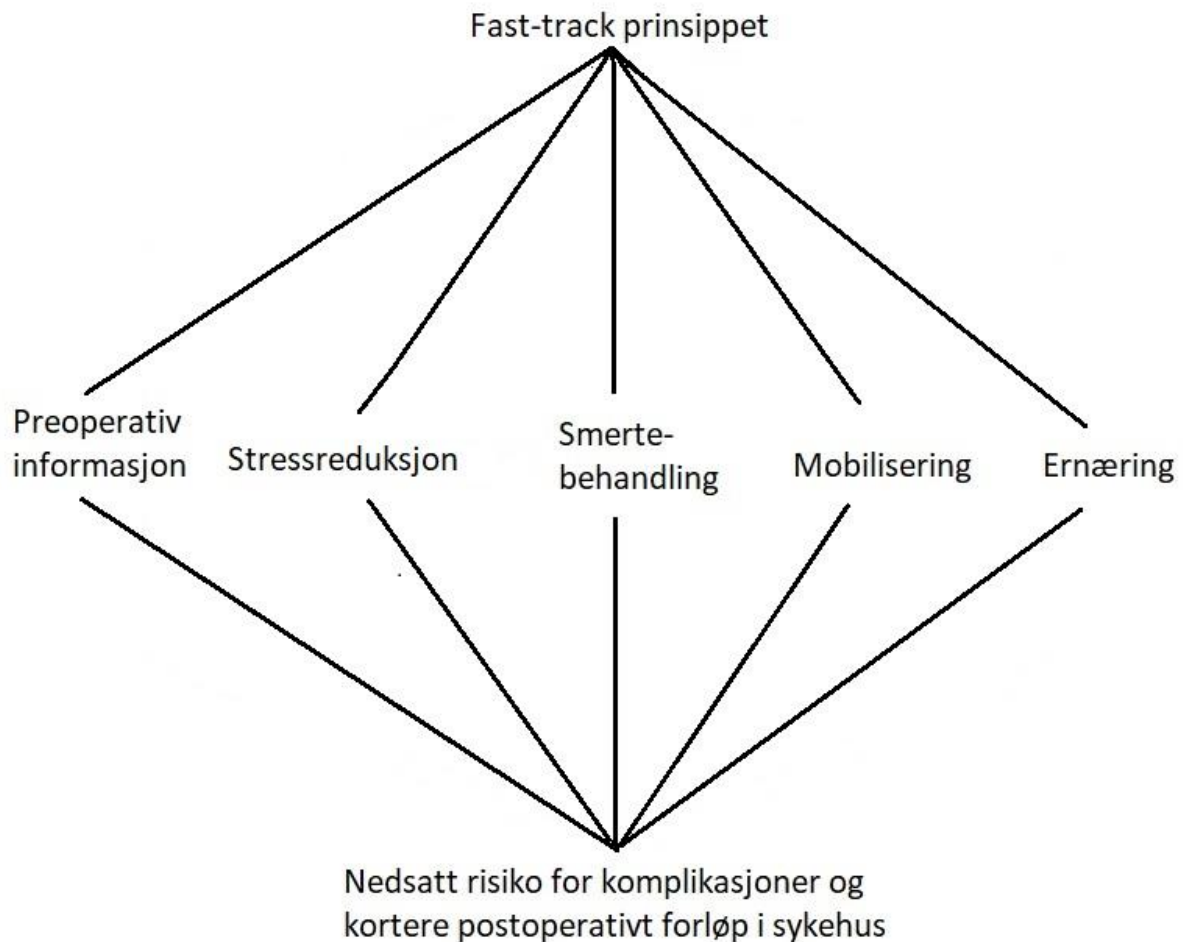 Fast-track prinsippet
Preoperativ
informasjon
Stressreduksjon
Smerte-
behandling
Mobilisering
Ernæring
Nedsatt risiko for komplikasjoner og
kortere postoperativt forløp i sykehus